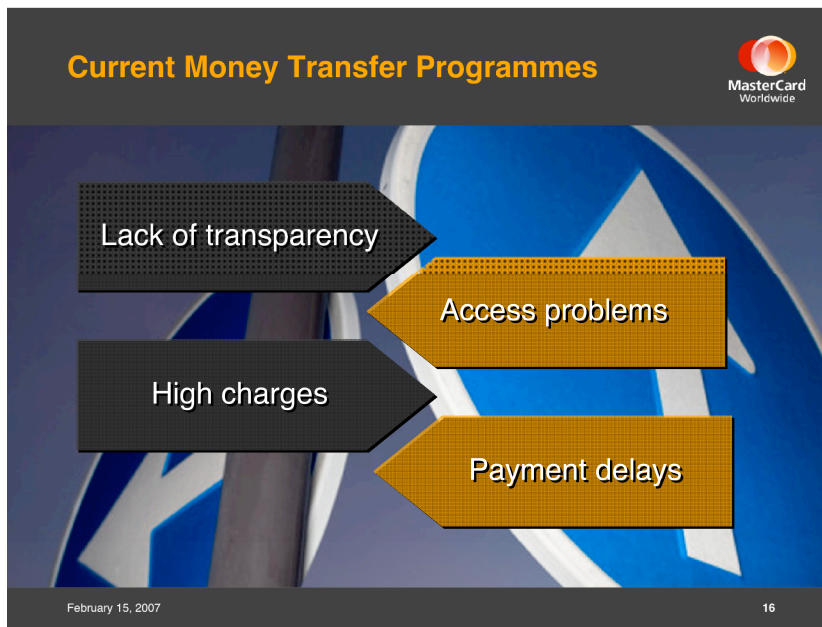 Current Money Transfer Programmes
MasterCard
Worldwide
Lack of transparency
Access problems
High charges
Payment delays
February 15, 2007
16